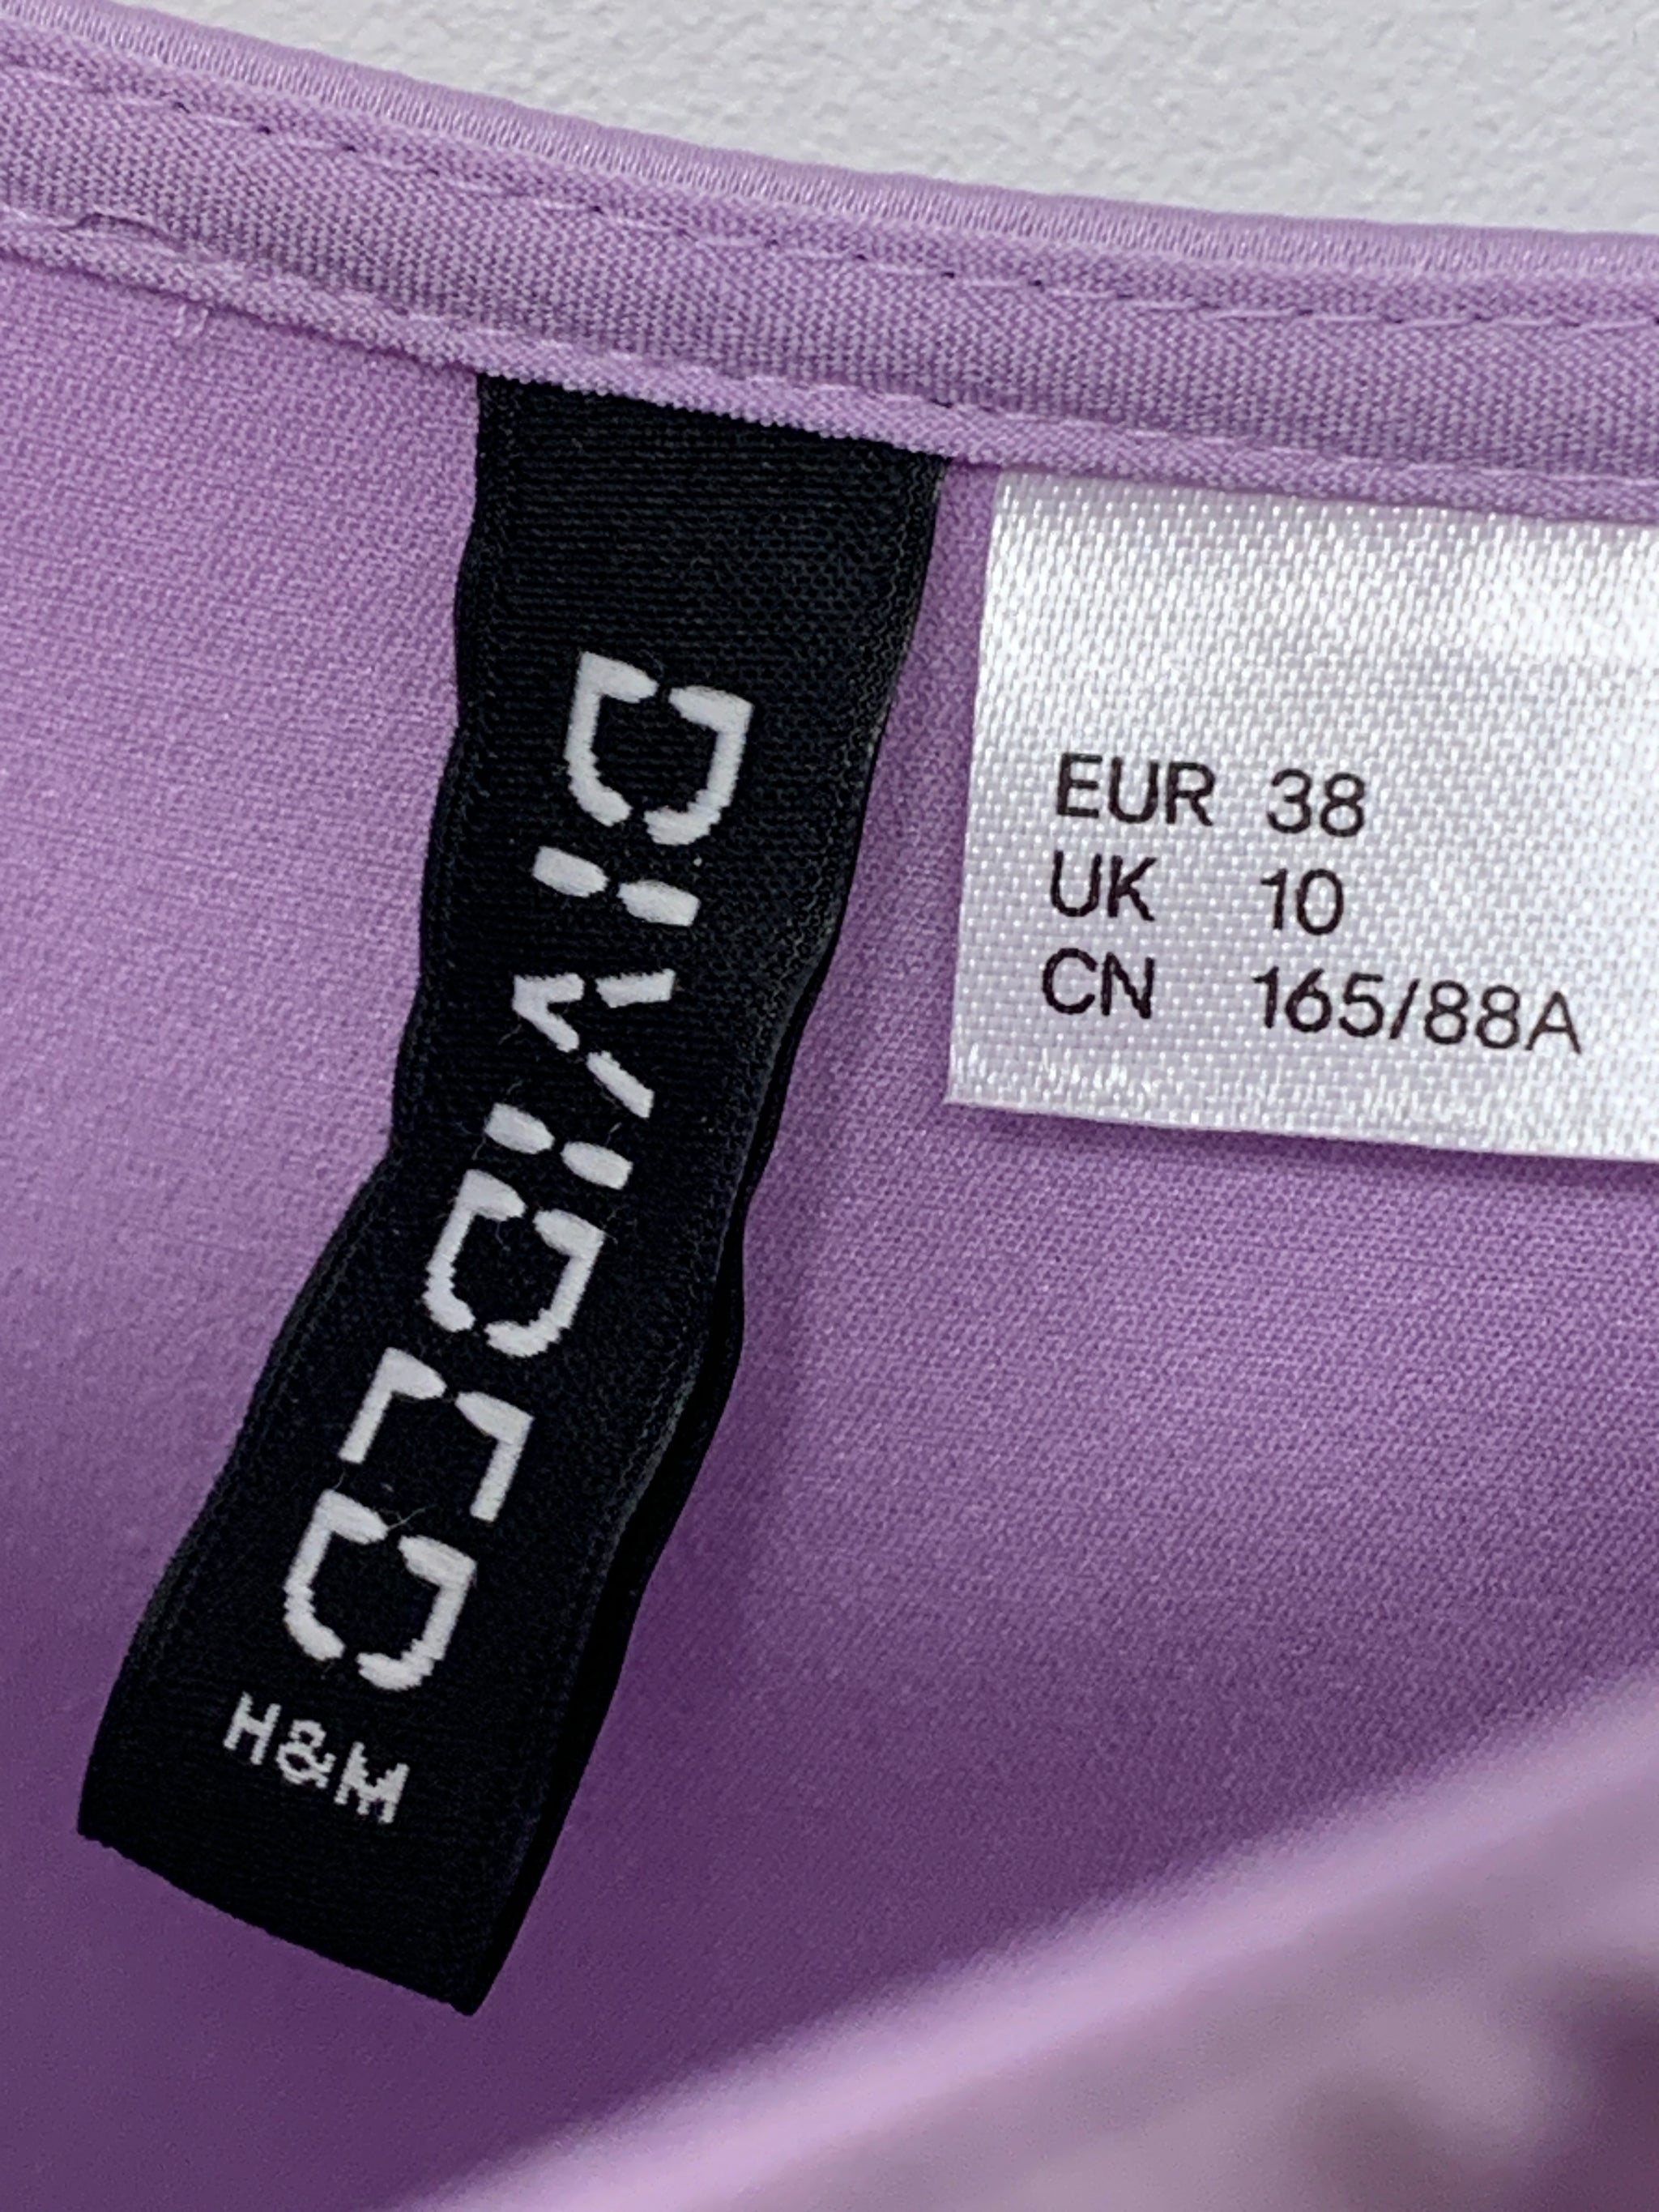 DIVIDED
H&M
EUR 38
UK 10
CN 165/88A